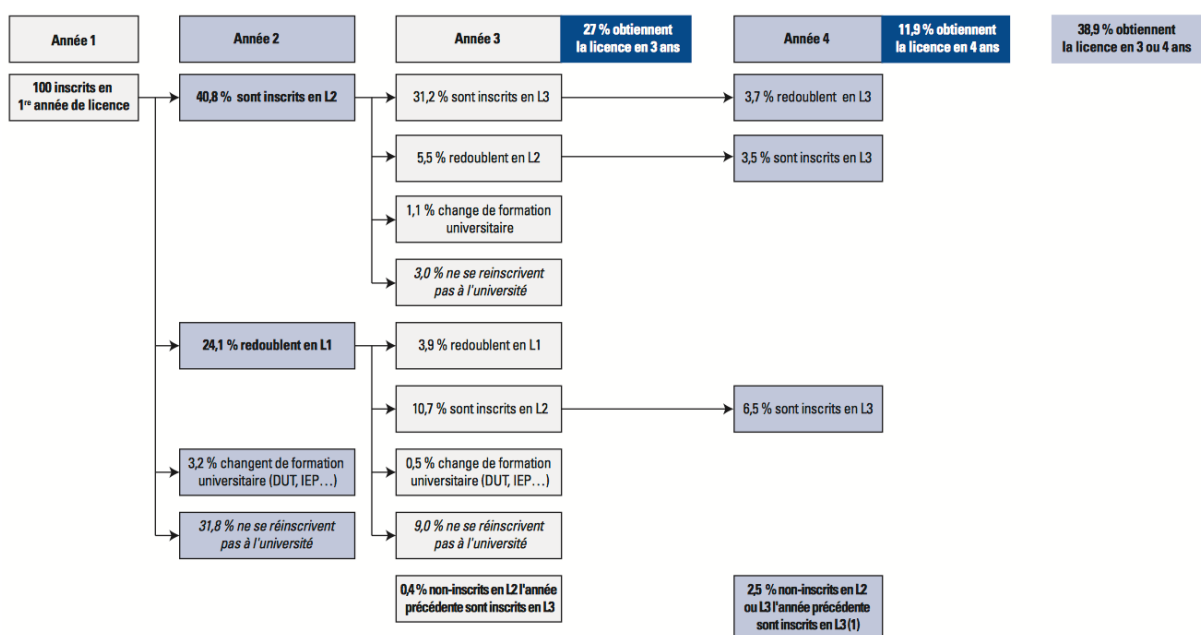 Année 1
Année 2
Année 3
27 % obtiennent
la licence en 3 ans
Année 4
11,9 % obtiennent
la licence en 4 ans
38,9 % obtiennent
la licence en 3 ou 4 ans
100 inscrits en
1re année de licence
40,8 % sont inscrits en L2
31,2 % sont inscrits en L3
3,7 % redoublent en L3
5,5 % redoublent en L2
3,5 % sont inscrits en L3
1,1 % change de formation
universitaire
3,0 % ne se reinscrivent
pas à l'université
24,1 % redoublent en L1
3,9 % redoublent en L1
10,7 % sont inscrits en L2
6,5 % sont inscrits en L3
3,2 % changent de formation
universitaire (DUT, IEP…)
0,5 % change de formation
universitaire (DUT, IEP…)
31,8 % ne se réinscrivent
pas à l'université
9,0 % ne se réinscrivent
pas à l'université
0,4 % non-inscrits en L2 l'année
précédente sont inscrits en L3
2,5 % non-inscrits en L2
ou L3 l'année précédente
sont inscrits en L3 (1)